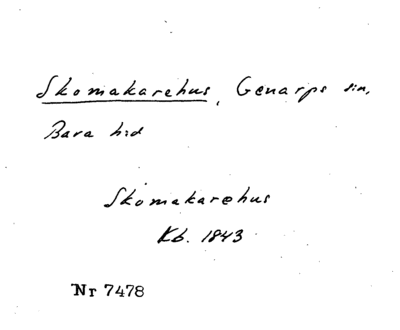 Skomakarehus, Genarps sn,
Bara hd
Skomakarehus
Kb. 1843
Nr 7478